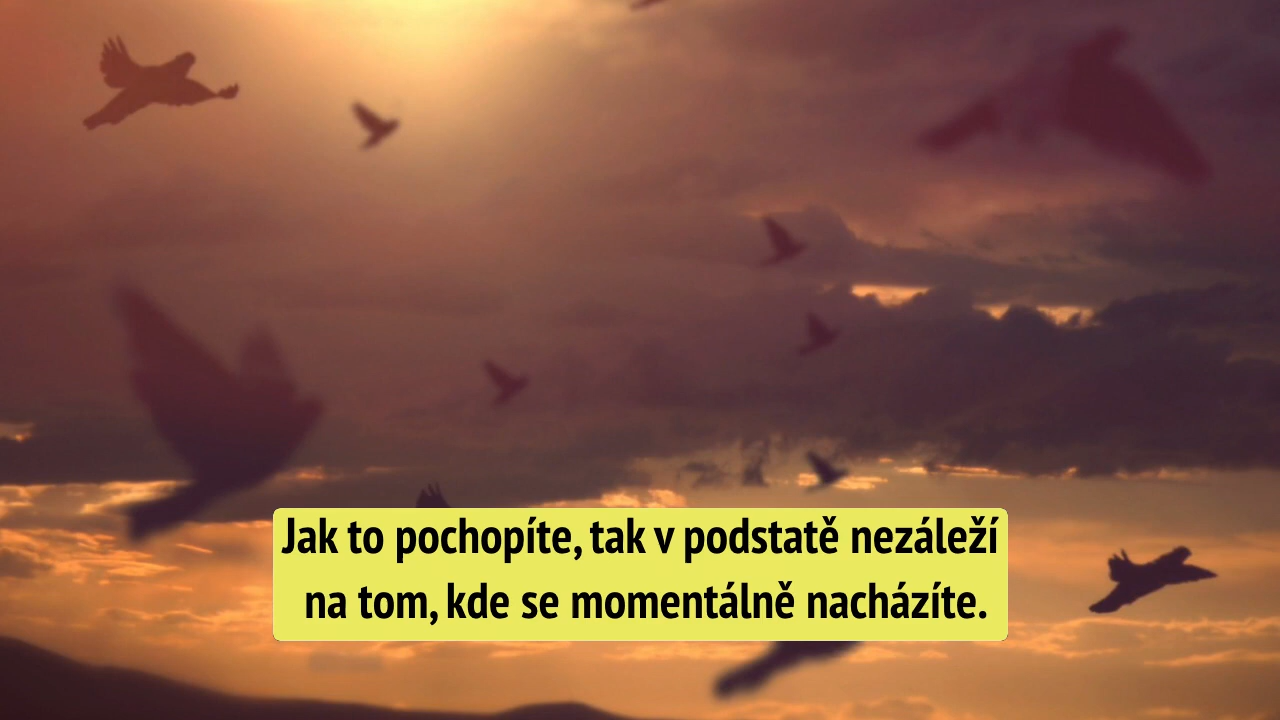 Jak to pochopíte, tak v podstatě nezáleží
na tom, kde se momentálně nacházíte.